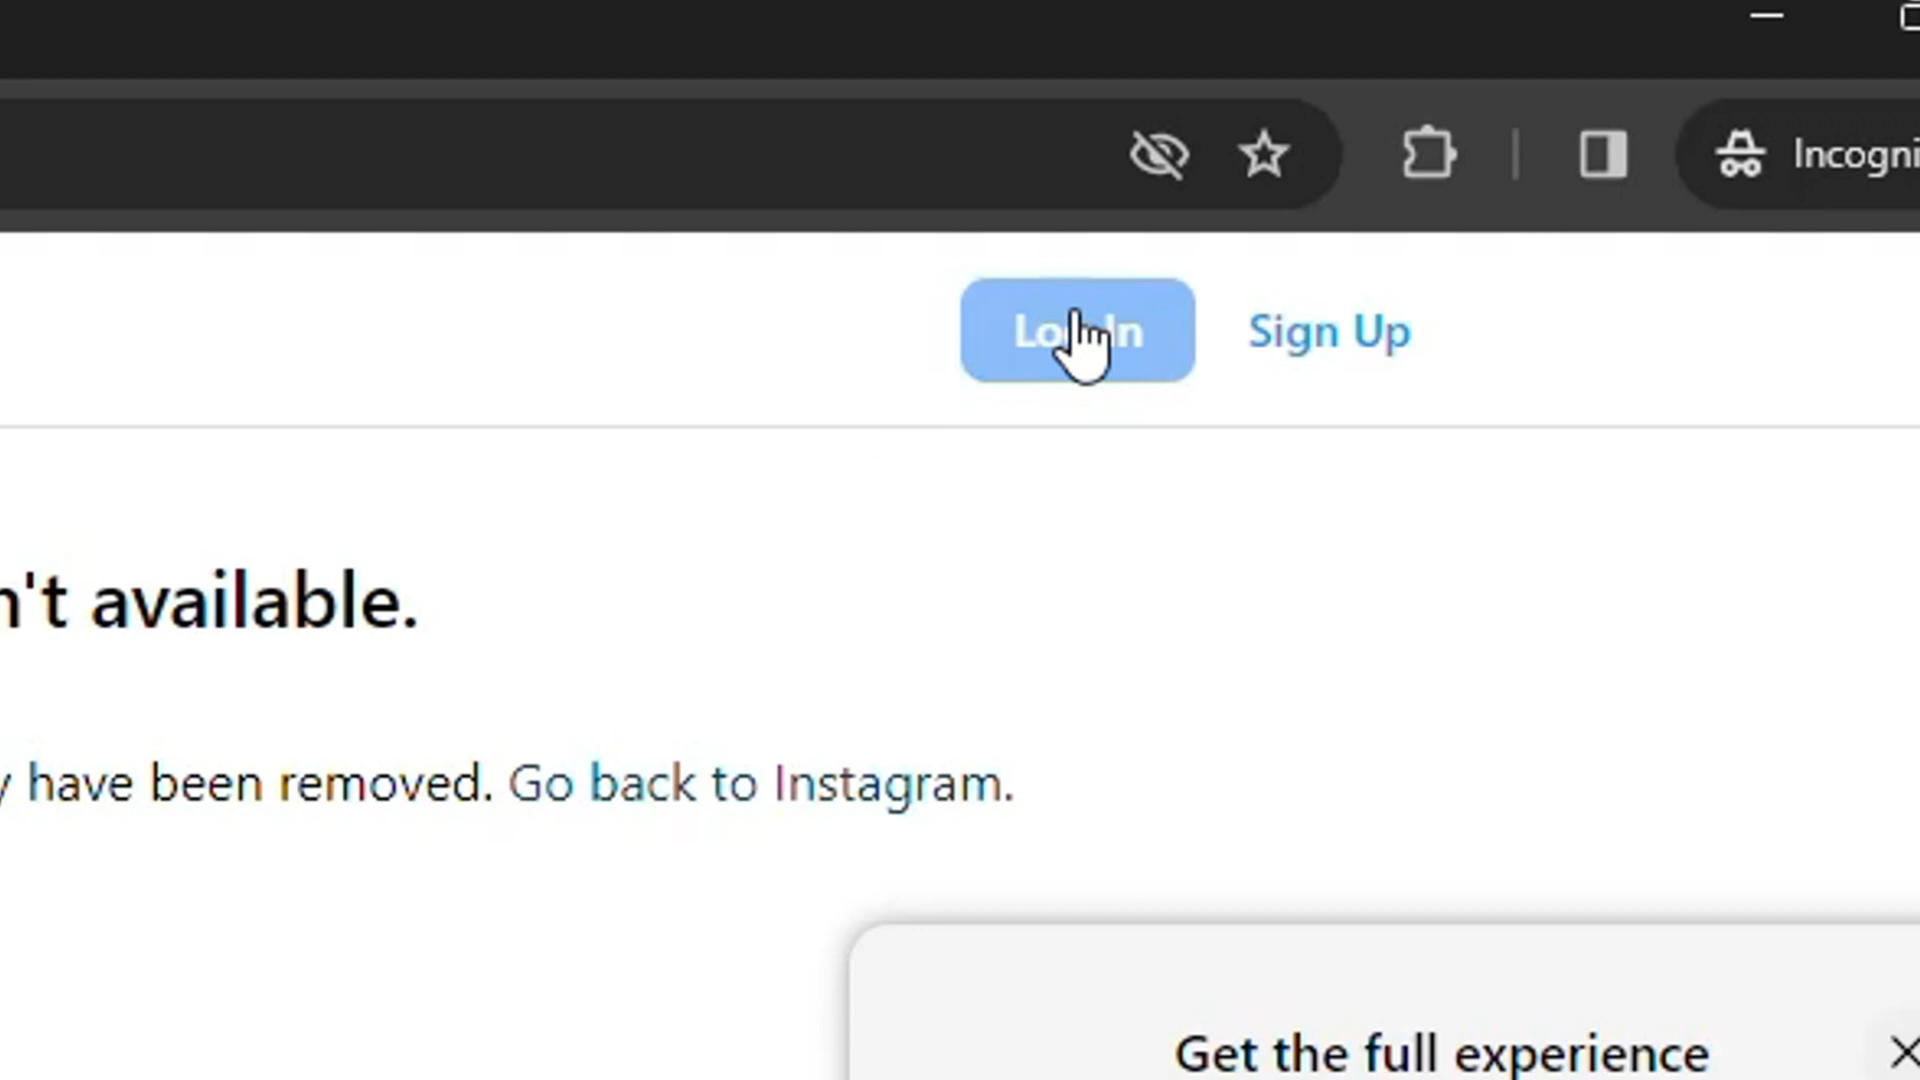 Incogni
Log In Sign Up
n't available.
y have been removed. Go back to Instagram.
Get the full experience